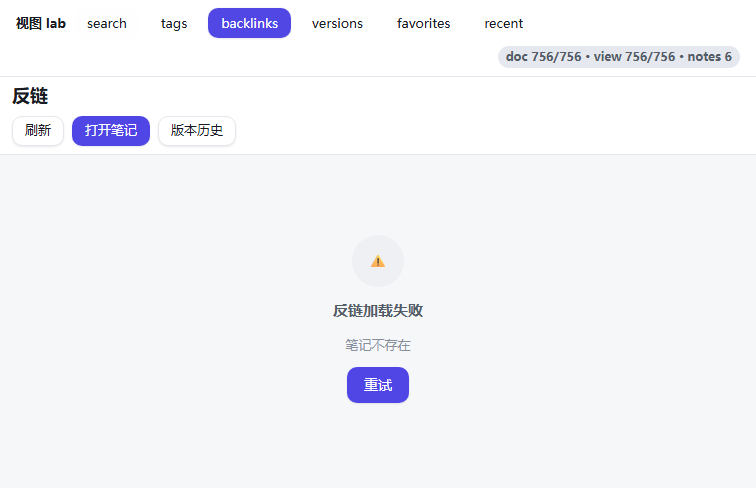 视图 lab search tags backlinks versions favorites recent
doc 756/756 • view 756/756 • notes 6
反链
刷新 打开笔记 版本历史
反链加载失败
笔记不存在
重试